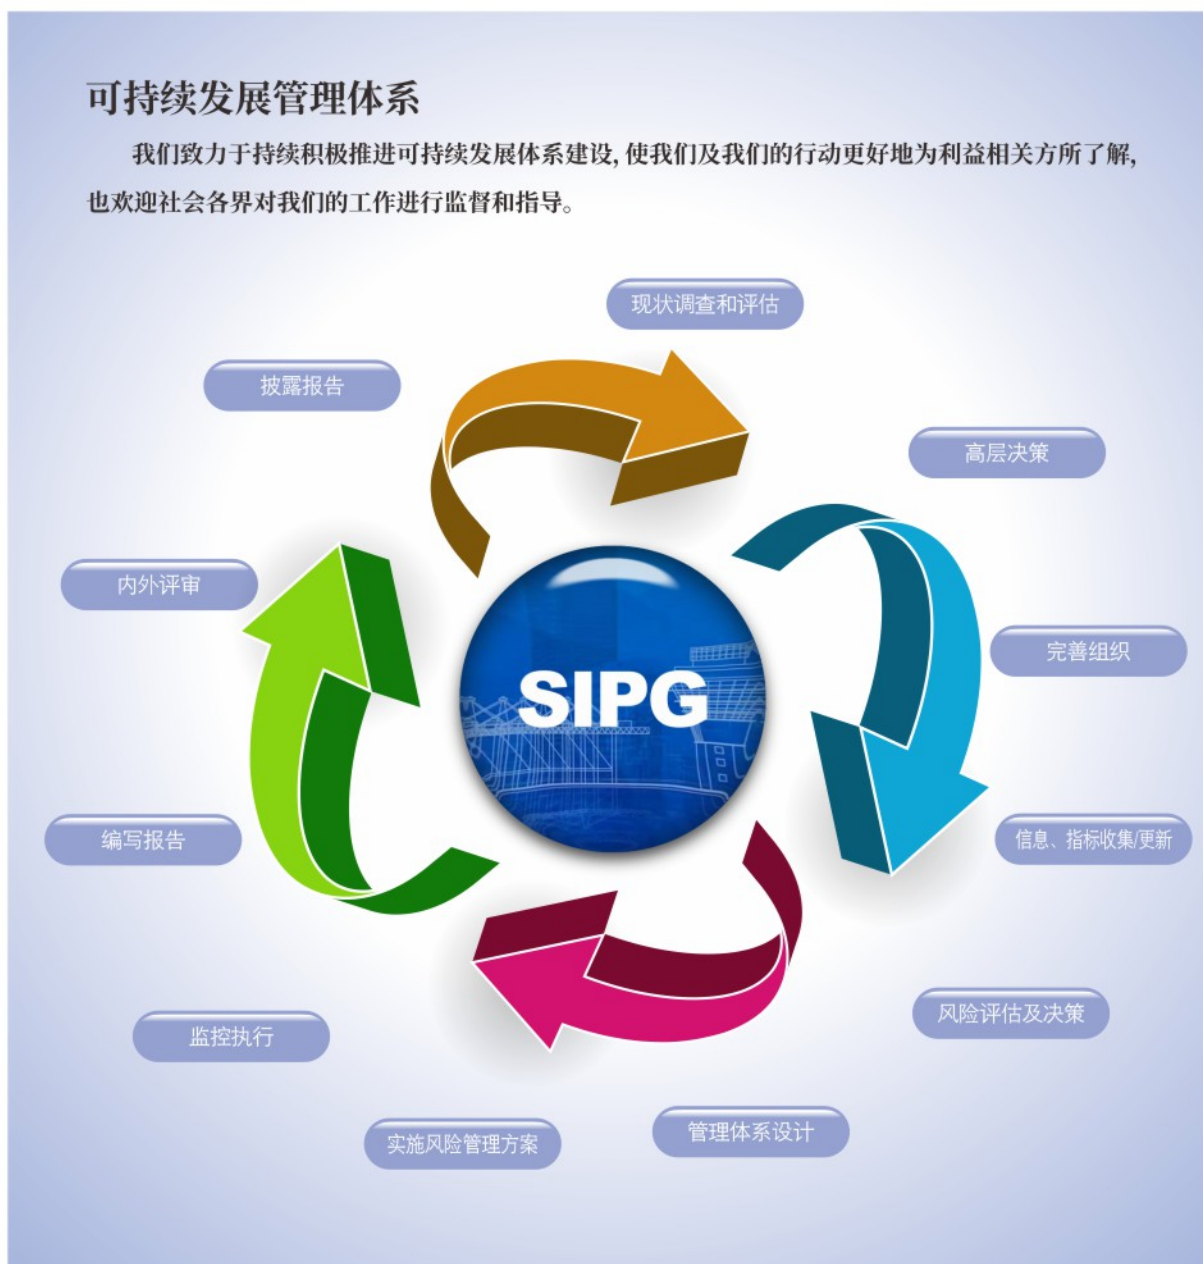 可持续发展管理体系
我们致力于持续积极推进可持续发展体系建设,使我们及我们的行动更好地为利益相关方所了解,
也欢迎社会各界对我们的工作进行监督和指导。
现状调查和评估
披露报告
高层决策
内外评审
完善组织
SIPG
编写报告
信息、指标收集/更新
风险评估及决策
监控执行
管理体系设计
实施风险管理方案